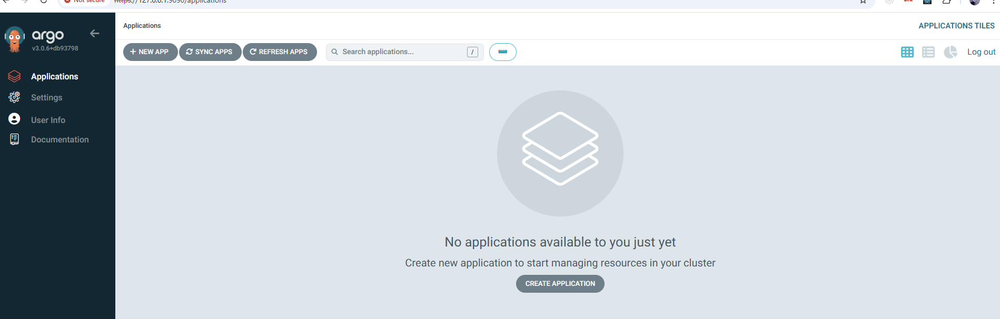 Not secure https://127.0.0.1:9090/applications
argo
v3.0.6+db93798
Applications
Settings
User Info
Documentation
Applications
APPLICATIONS TILES
+ NEW APP SYNC APPS REFRESH APPS Search applications... / Log out
No applications available to you just yet
Create new application to start managing resources in your cluster
CREATE APPLICATION